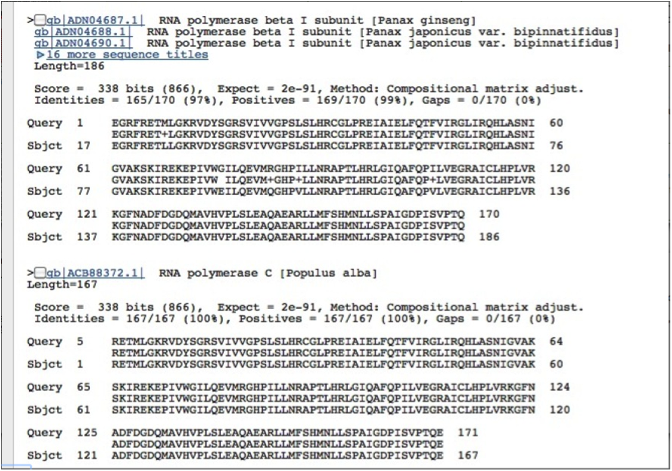 >gb|ADN04687.1| RNA polymerase beta I subunit [Panax ginseng]
gb|ADN04688.1| RNA polymerase beta I subunit [Panax japonicus var. bipinnatifidus]
gb|ADN04690.1| RNA polymerase beta I subunit [Panax japonicus var. bipinnatifidus]
▶16 more sequence titles
Length=186
Score = 338 bits (866), Expect = 2e-91, Method: Compositional matrix adjust.
Identities = 165/170 (97%), Positives = 169/170 (99%), Gaps = 0/170 (0%)
Query 1 EGRFRETMLGKRVDYSGRSVIVVGPSLSLHRCGLPREIAIELFQTFVIRGLIRQHLASNI 60
EGRFRET+LGKRVDYSGRSVIVVGPSLSLHRCGLPREIAIELFQTFVIRGLIRQHLASNI
Sbjct 17 EGRFRETLLGKRVDYSGRSVIVVGPSLSLHRCGLPREIAIELFQTFVIRGLIRQHLASNI 76
Query 61 GVAKSKIREKEPIVWGILQEVMRGHPILLNRAPTLHRLGIQAFQPILVEGRAICLHPLVR 120
GVAKSKIREKEPIVW ILQEVM+GHP+LLNRAPTLHRLGIQAFQP+LVEGRAICLHPLVR
Sbjct 77 GVAKSKIREKEPIVWEILQEVMQGHPVLLNRAPTLHRLGIQAFQPVLVEGRAICLHPLVR 136
Query 121 KGFNADFDGDQMAVHVPLSLEAQAEARLLMFSHMNLLSPAIGDPISVPTQ 170
KGFNADFDGDQMAVHVPLSLEAQAEARLLMFSHMNLLSPAIGDPISVPTQ
Sbjct 137 KGFNADFDGDQMAVHVPLSLEAQAEARLLMFSHMNLLSPAIGDPISVPTQ 186
>gb|ACB88372.1| RNA polymerase C [Populus alba]
Length=167
Score = 338 bits (866), Expect = 2e-91, Method: Compositional matrix adjust.
Identities = 167/167 (100%), Positives = 167/167 (100%), Gaps = 0/167 (0%)
Query 5 RETMLGKRVDYSGRSVIVVGPSLSLHRCGLPREIAIELFQTFVIRGLIRQHLASNIGVAK 64
RETMLGKRVDYSGRSVIVVGPSLSLHRCGLPREIAIELFQTFVIRGLIRQHLASNIGVAK
Sbjct 1 RETMLGKRVDYSGRSVIVVGPSLSLHRCGLPREIAIELFQTFVIRGLIRQHLASNIGVAK 60
Query 65 SKIREKEPIVWGILQEVMRGHPILLNRAPTLHRLGIQAFQPILVEGRAICLHPLVRKGFN 124
SKIREKEPIVWGILQEVMRGHPILLNRAPTLHRLGIQAFQPILVEGRAICLHPLVRKGFN
Sbjct 61 SKIREKEPIVWGILQEVMRGHPILLNRAPTLHRLGIQAFQPILVEGRAICLHPLVRKGFN 120
Query 125 ADFDGDQMAVHVPLSLEAQAEARLLMFSHMNLLSPAIGDPISVPTQE 171
ADFDGDQMAVHVPLSLEAQAEARLLMFSHMNLLSPAIGDPISVPTQE
Sbjct 121 ADFDGDQMAVHVPLSLEAQAEARLLMFSHMNLLSPAIGDPISVPTQE 167